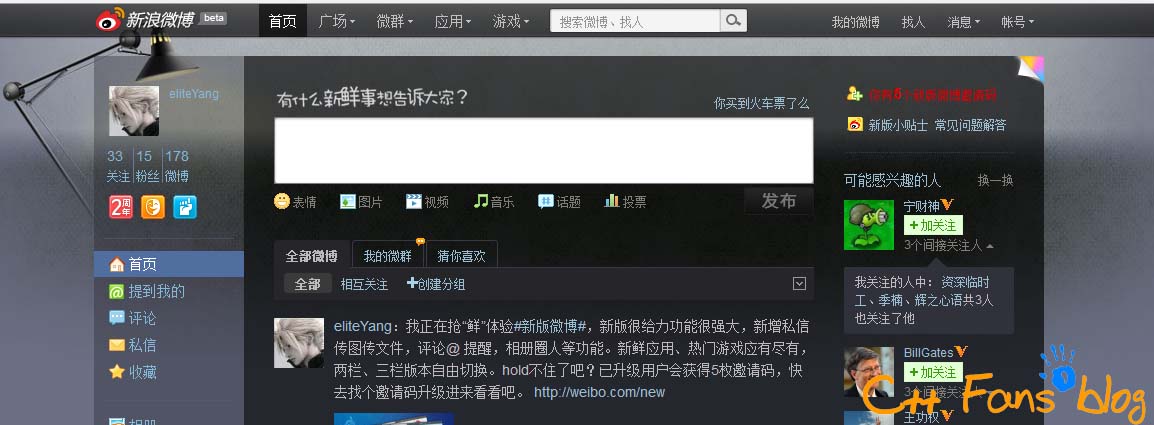 新浪微博 beta 首页 广场 微群 应用 游戏 搜索微博、找人 我的微博 找人 消息 帐号
eliteYang
33 15 178
关注 粉丝 微博
2周年
首页
提到我的
评论
私信
收藏
相册
有什么新鲜事想告诉大家？
你买到火车票了么
表情 图片 视频 音乐 话题 投票 发布
全部微博 我的微群 猜你喜欢
全部 相互关注 创建分组
eliteYang：我正在抢“鲜”体验#新版微博#，新版很给力功能很强大，新增私信
传图传文件，评论@ 提醒，相册圈人等功能。新鲜应用、热门游戏应有尽有，
两栏、三栏版本自由切换。hold不住了吧？已升级用户会获得5枚邀请码，快
去找个邀请码升级进来看看吧。 http://weibo.com/new
你有5个新版微博邀请码
新版小贴士 常见问题解答
可能感兴趣的人 换一换
宁财神
+加关注
3个间接关注人
我关注的人中： 资深临时
工、季楠、辉之心语共3人
也关注了他
BillGates
+加关注
3个间接关注人
王功权
C++ Fans blog